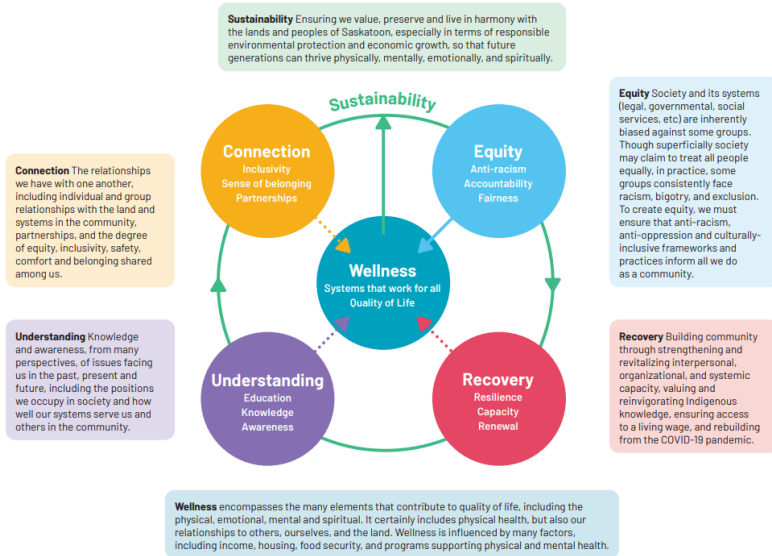 Sustainability Ensuring we value, preserve and live in harmony with
the lands and peoples of Saskatoon, especially in terms of responsible
environmental protection and economic growth, so that future
generations can thrive physically, mentally, emotionally, and spiritually.
Sustainability
Connection
Inclusivity
Sense of belonging
Partnerships
Equity
Anti-racism
Accountability
Fairness
Equity Society and its systems
(legal, governmental, social
services, etc) are inherently
biased against some groups.
Though superficially society
may claim to treat all people
equally, in practice, some
groups consistently face
racism, bigotry, and exclusion.
To create equity, we must
ensure that anti-racism,
anti-oppression and culturally-
inclusive frameworks and
practices inform all we do
as a community.
Connection The relationships
we have with one another,
including individual and group
relationships with the land and
systems in the community,
partnerships, and the degree
of equity, inclusivity, safety,
comfort and belonging shared
among us.
Wellness
Systems that work for all
Quality of Life
Understanding Knowledge
and awareness, from many
perspectives, of issues facing
us in the past, present and
future, including the positions
we occupy in society and how
well our systems serve us and
others in the community.
Understanding
Education
Knowledge
Awareness
Recovery
Resilience
Capacity
Renewal
Recovery Building community
through strengthening and
revitalizing interpersonal,
organizational, and systemic
capacity, valuing and
reinvigorating Indigenous
knowledge, ensuring access
to a living wage, and rebuilding
from the COVID-19 pandemic.
Wellness encompasses the many elements that contribute to quality of life, including the
physical, emotional, mental and spiritual. It certainly includes physical health, but also our
relationships to others, ourselves, and the land. Wellness is influenced by many factors,
including income, housing, food security, and programs supporting physical and mental health.